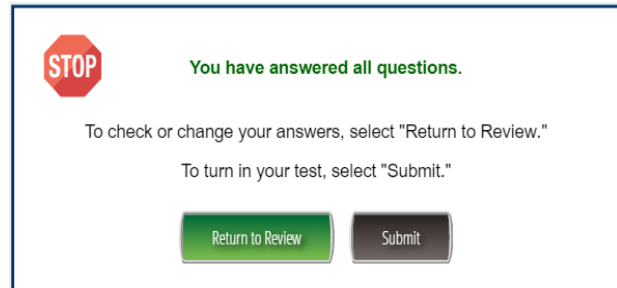 STOP
You have answered all questions.
To check or change your answers, select "Return to Review."
To turn in your test, select "Submit."
Return to Review
Submit